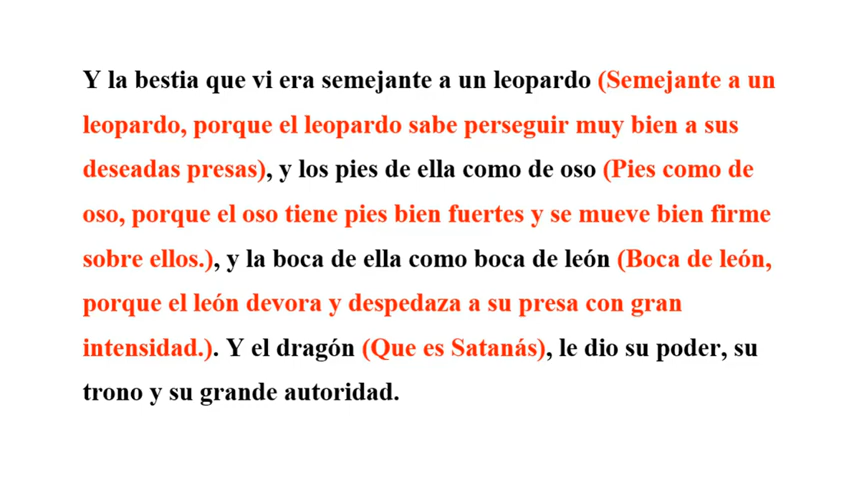 Y la bestia que vi era semejante a un leopardo (Semejante a un
leopardo, porque el leopardo sabe perseguir muy bien a sus
deseadas presas), y los pies de ella como de oso (Pies como de
oso, porque el oso tiene pies bien fuertes y se mueve bien firme
sobre ellos.), y la boca de ella como boca de león (Boca de león,
porque el león devora y despedaza a su presa con gran
intensidad.). Y el dragón (Que es Satanás), le dio su poder, su
trono y su grande autoridad.